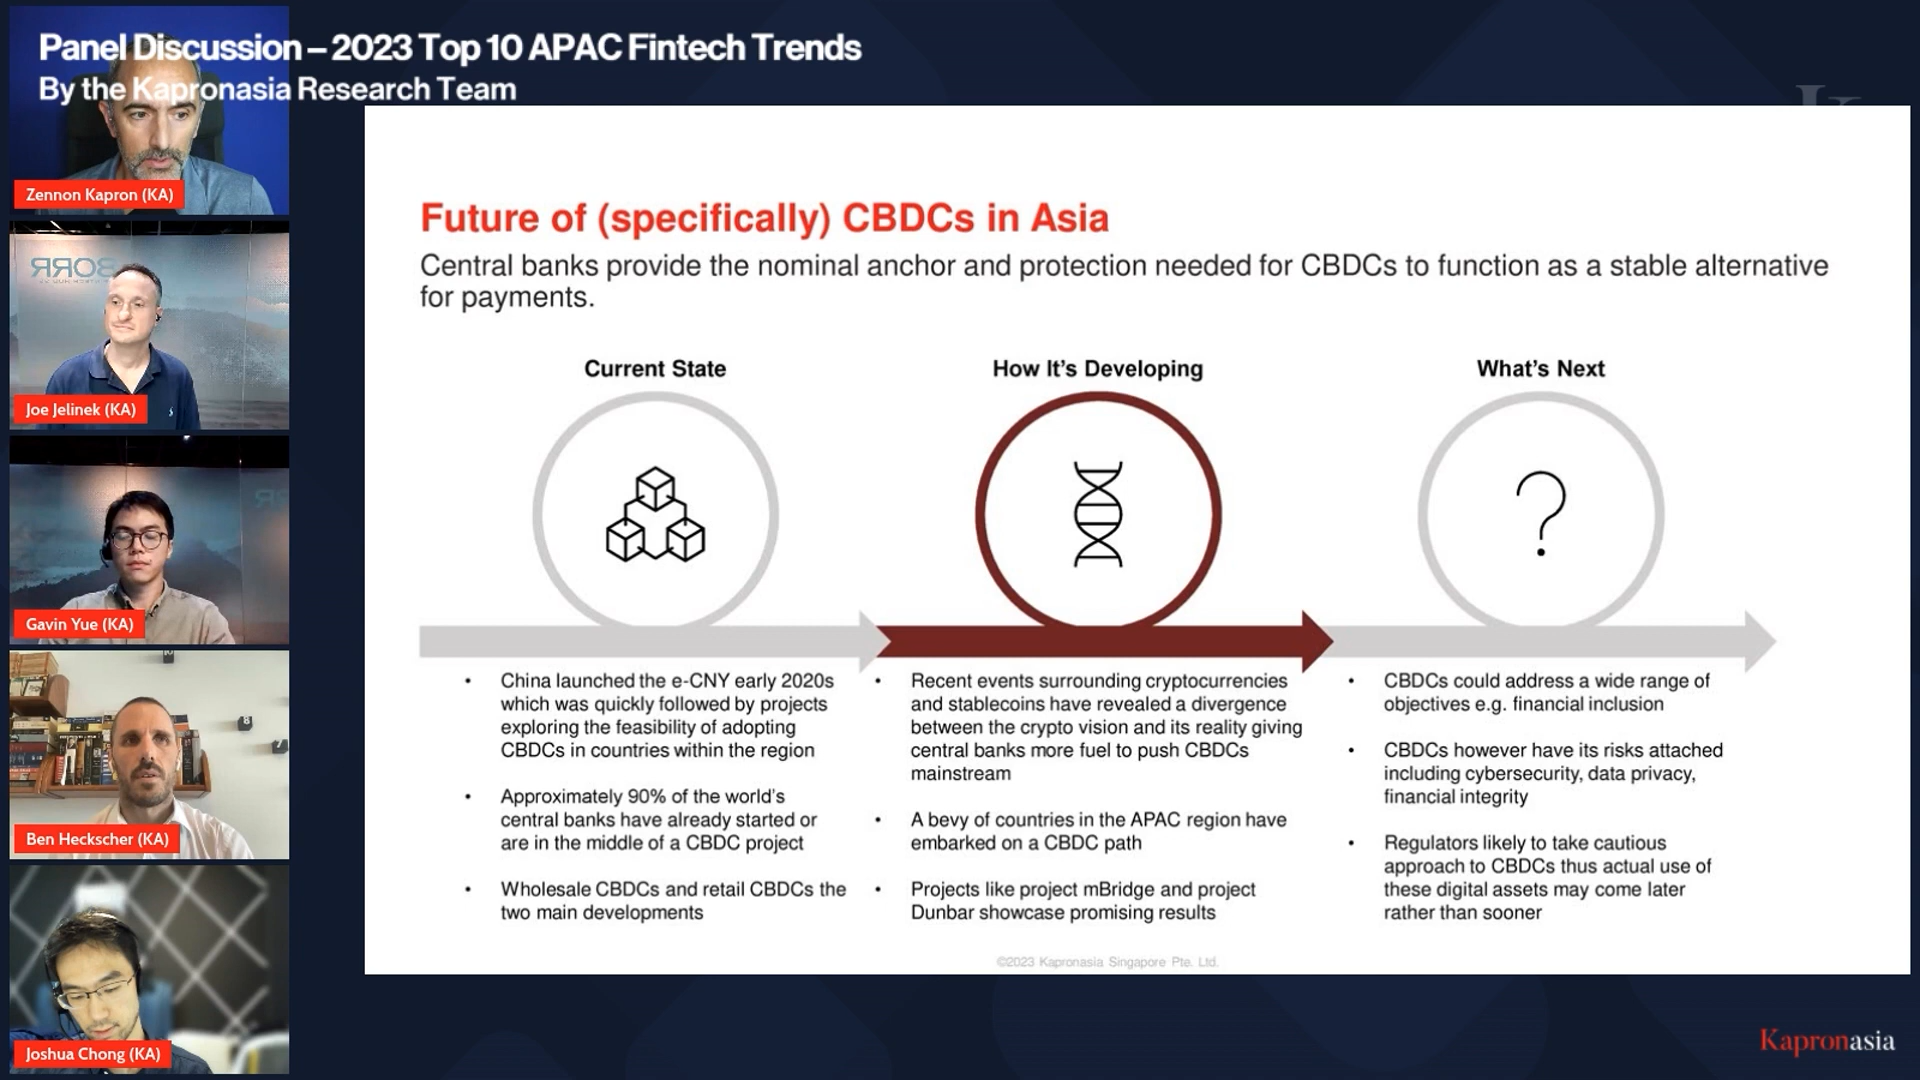 Panel Discussion – 2023 Top 10 APAC Fintech Trends
By the Kapronasia Research Team
Zennon Kapron (KA)
Joe Jelinek (KA)
Gavin Yue (KA)
Ben Heckscher (KA)
Joshua Chong (KA)
Future of (specifically) CBDCs in Asia
Central banks provide the nominal anchor and protection needed for CBDCs to function as a stable alternative
for payments.
Current State
• China launched the e-CNY early 2020s
which was quickly followed by projects
exploring the feasibility of adopting
CBDCs in countries within the region
• Approximately 90% of the world's
central banks have already started or
are in the middle of a CBDC project
• Wholesale CBDCs and retail CBDCs the
two main developments
How It's Developing
• Recent events surrounding cryptocurrencies
and stablecoins have revealed a divergence
between the crypto vision and its reality giving
central banks more fuel to push CBDCs
mainstream
• A bevy of countries in the APAC region have
embarked on a CBDC path
• Projects like project mBridge and project
Dunbar showcase promising results
What's Next
?
• CBDCs could address a wide range of
objectives e.g. financial inclusion
• CBDCs however have its risks attached
including cybersecurity, data privacy,
financial integrity
• Regulators likely to take cautious
approach to CBDCs thus actual use of
these digital assets may come later
rather than sooner
©2023 Kapronasia Singapore Pte. Ltd.
Kapronasia